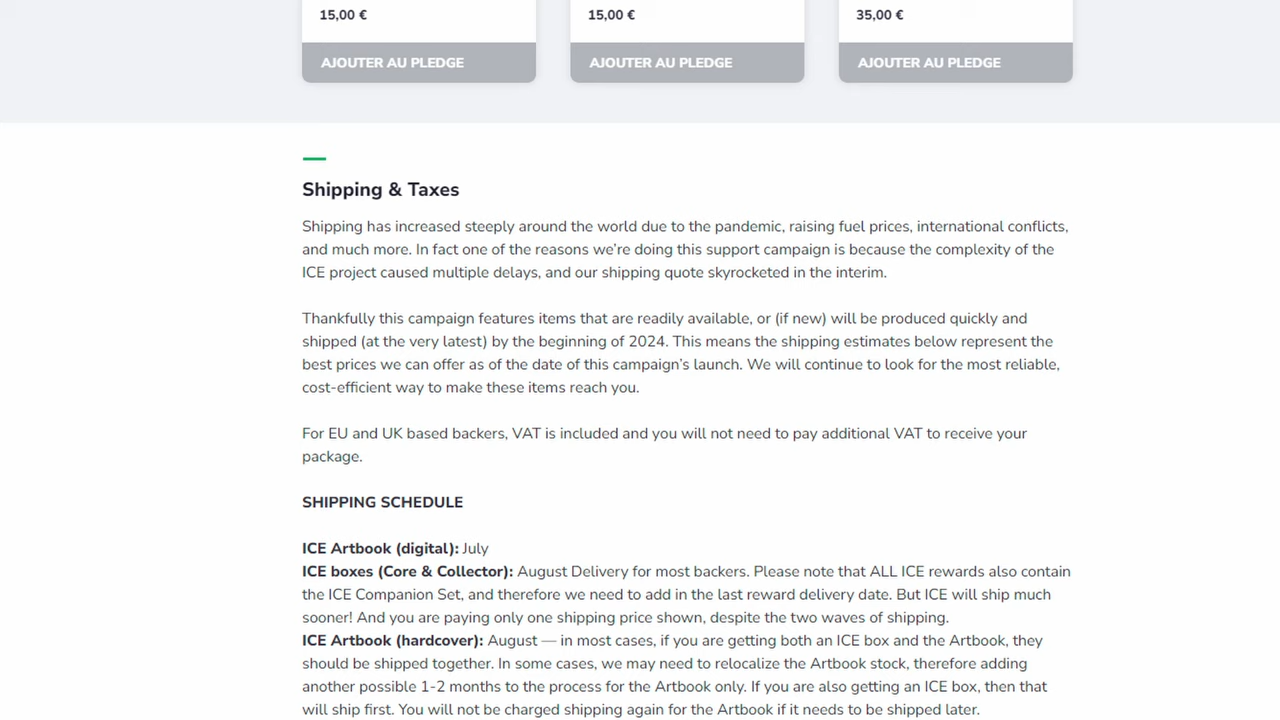 15,00 €
15,00 €
35,00 €
AJOUTER AU PLEDGE
AJOUTER AU PLEDGE
AJOUTER AU PLEDGE
Shipping & Taxes
Shipping has increased steeply around the world due to the pandemic, raising fuel prices, international conflicts,
and much more. In fact one of the reasons we’re doing this support campaign is because the complexity of the
ICE project caused multiple delays, and our shipping quote skyrocketed in the interim.
Thankfully this campaign features items that are readily available, or (if new) will be produced quickly and
shipped (at the very latest) by the beginning of 2024. This means the shipping estimates below represent the
best prices we can offer as of the date of this campaign’s launch. We will continue to look for the most reliable,
cost-efficient way to make these items reach you.
For EU and UK based backers, VAT is included and you will not need to pay additional VAT to receive your
package.
SHIPPING SCHEDULE
ICE Artbook (digital): July
ICE boxes (Core & Collector): August Delivery for most backers. Please note that ALL ICE rewards also contain
the ICE Companion Set, and therefore we need to add in the last reward delivery date. But ICE will ship much
sooner! And you are paying only one shipping price shown, despite the two waves of shipping.
ICE Artbook (hardcover): August — in most cases, if you are getting both an ICE box and the Artbook, they
should be shipped together. In some cases, we may need to relocalize the Artbook stock, therefore adding
another possible 1-2 months to the process for the Artbook only. If you are also getting an ICE box, then that
will ship first. You will not be charged shipping again for the Artbook if it needs to be shipped later.